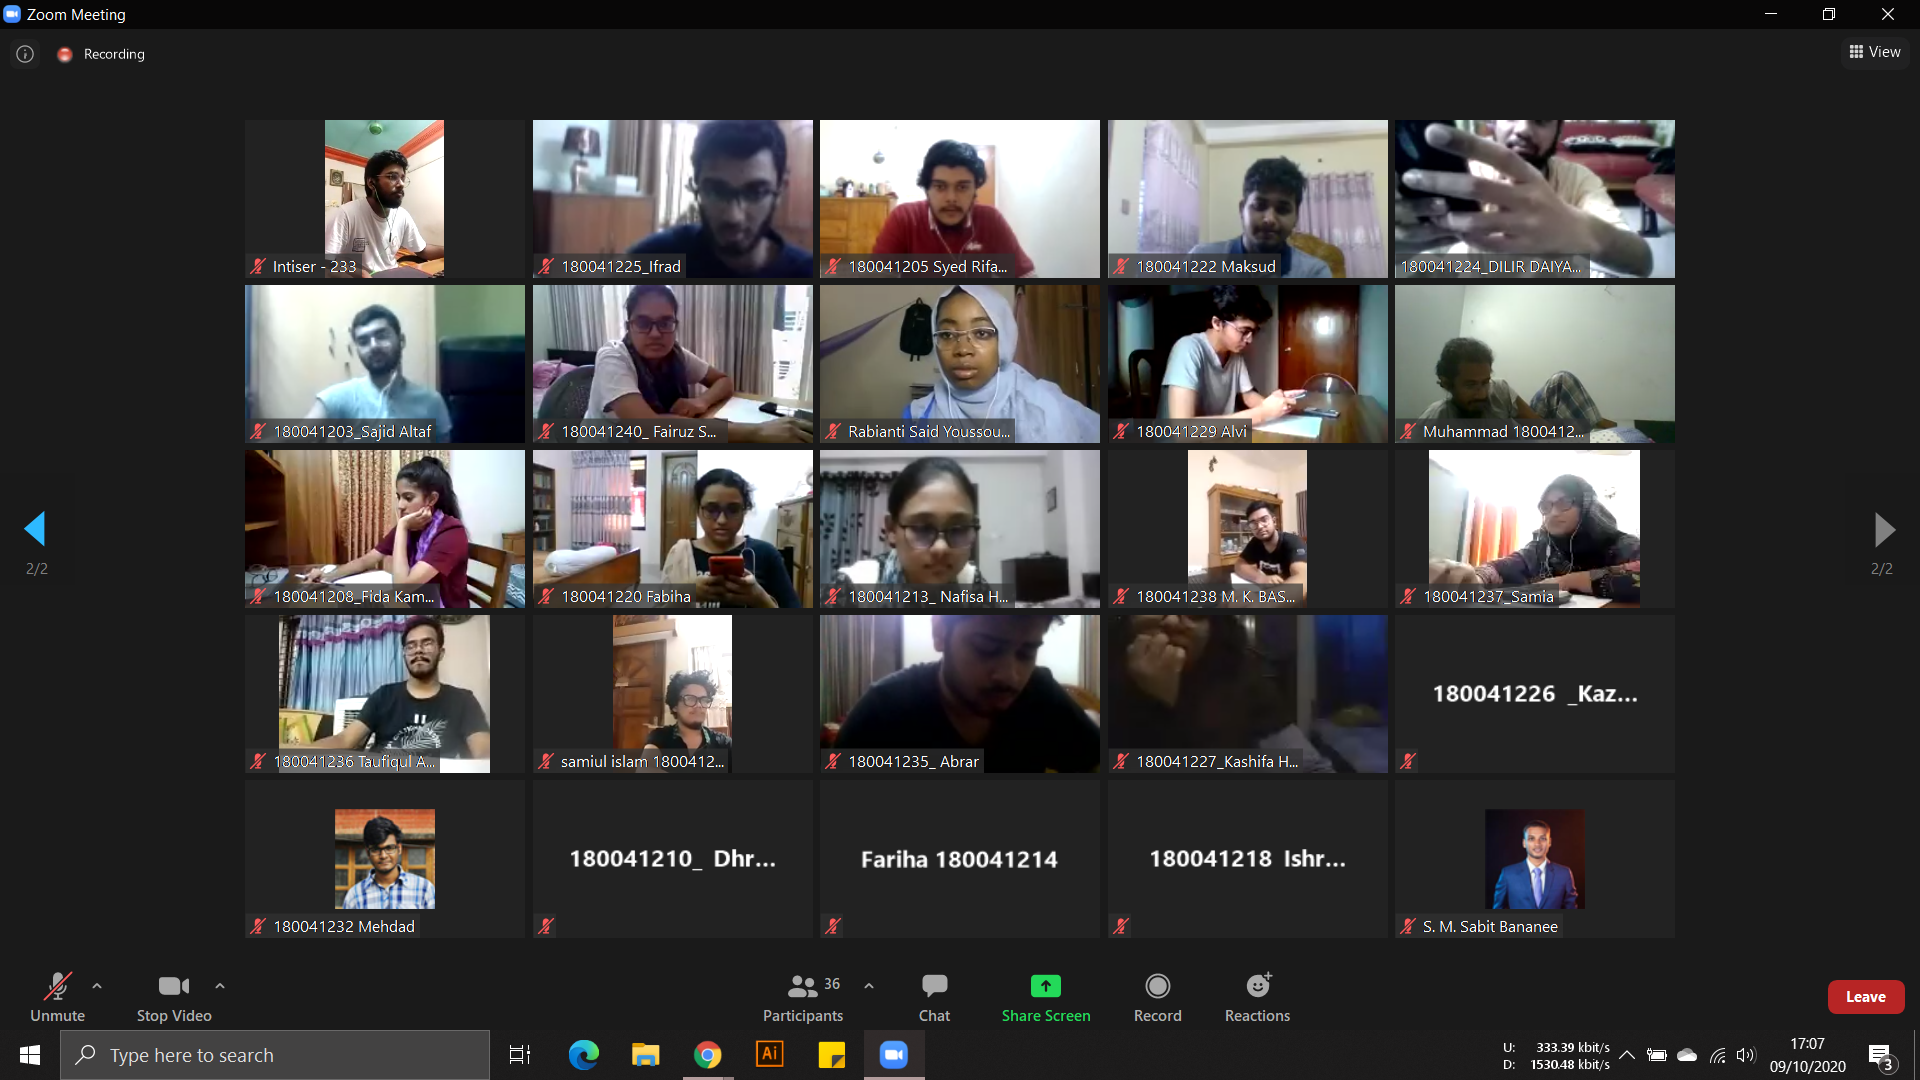 Zoom Meeting
Recording
View
Intiser - 233
180041225_Ifrad
180041205 Syed Rifa...
180041222 Maksud
180041224_DILIR DAIYA...
180041203_Sajid Altaf
180041240_ Fairuz S...
Rabianti Said Youssou...
180041229 Alvi
Muhammad 1800412...
2/2
2/2
180041208_Fida Kam...
180041220 Fabiha
180041213_ Nafisa H...
180041238 M. K. BAS...
180041237_Samia
180041236 Taufiqul A...
samiul islam 1800412...
180041235_ Abrar
180041227_Kashifa H...
180041226 _Kaz...
180041232 Mehdad
180041210_ Dhr...
Fariha 180041214
180041218 Ishr...
S. M. Sabit Bananee
Unmute
Stop Video
36
Participants
Chat
Share Screen
Record
Reactions
Leave
Type here to search
Ai
U: 333.39 kbit/s
D: 1530.48 kbit/s
17:07
09/10/2020
3